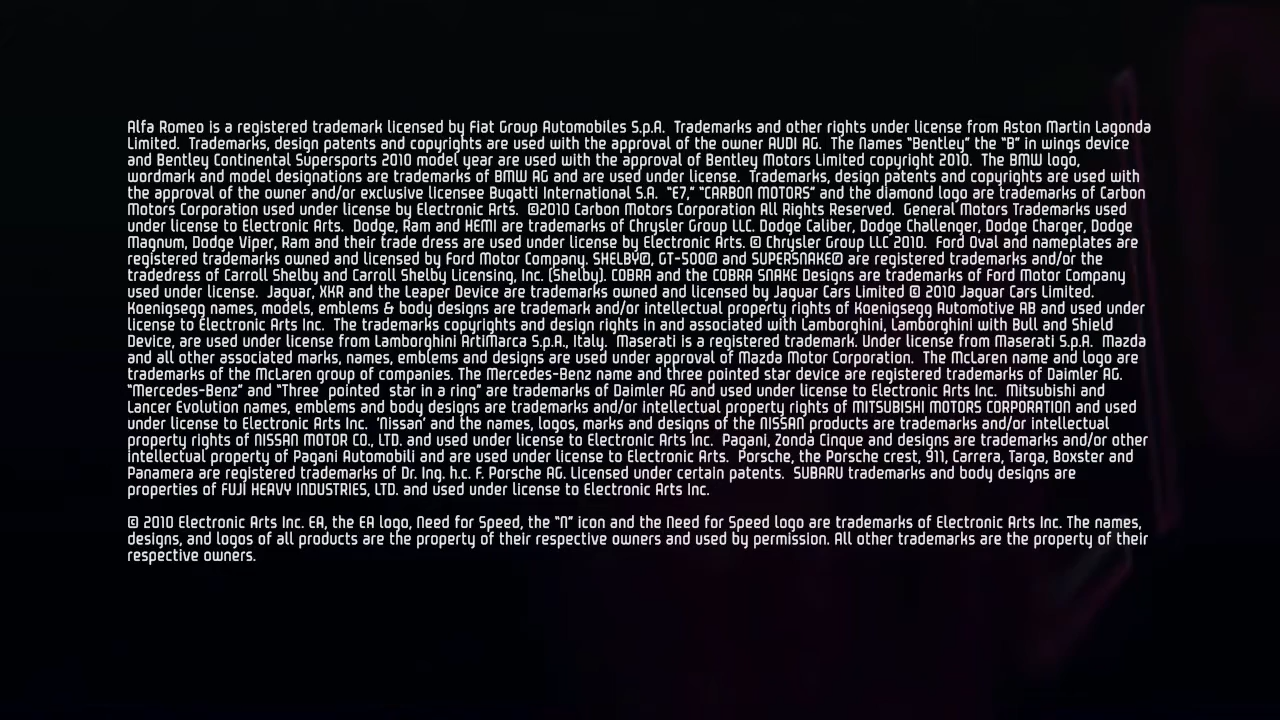 Alfa Romeo is a registered trademark licensed by Fiat Group Automobiles S.p.A.  Trademarks and other rights under license from Aston Martin Lagonda
Limited.  Trademarks, design patents and copyrights are used with the approval of the owner AUDI AG.  The Names “Bentley” the “B” in wings device
and Bentley Continental Supersports 2010 model year are used with the approval of Bentley Motors Limited copyright 2010.  The BMW logo,
wordmark and model designations are trademarks of BMW AG and are used under license.  Trademarks, design patents and copyrights are used with
the approval of the owner and/or exclusive licensee Bugatti International S.A.  “E7,” “CARBON MOTORS” and the diamond logo are trademarks of Carbon
Motors Corporation used under license by Electronic Arts.  ©2010 Carbon Motors Corporation All Rights Reserved.  General Motors Trademarks used
under license to Electronic Arts.  Dodge, Ram and HEMI are trademarks of Chrysler Group LLC. Dodge Caliber, Dodge Challenger, Dodge Charger, Dodge
Magnum, Dodge Viper, Ram and their trade dress are used under license by Electronic Arts. © Chrysler Group LLC 2010.  Ford Oval and nameplates are
registered trademarks owned and licensed by Ford Motor Company. SHELBY®, GT-500® and SUPERSNAKE® are registered trademarks and/or the
tradedress of Carroll Shelby and Carroll Shelby Licensing, Inc. (Shelby). COBRA and the COBRA SNAKE Designs are trademarks of Ford Motor Company
used under license.  Jaguar, XKR and the Leaper Device are trademarks owned and licensed by Jaguar Cars Limited © 2010 Jaguar Cars Limited.
Koenigsegg names, models, emblems & body designs are trademark and/or intellectual property rights of Koenigsegg Automotive AB and used under
license to Electronic Arts Inc.  The trademarks copyrights and design rights in and associated with Lamborghini, Lamborghini with Bull and Shield
Device, are used under license from Lamborghini ArtiMarca S.p.A., Italy.  Maserati is a registered trademark. Under license from Maserati S.p.A.  Mazda
and all other associated marks, names, emblems and designs are used under approval of Mazda Motor Corporation.  The McLaren name and logo are
trademarks of the McLaren group of companies. The Mercedes-Benz name and three pointed star device are registered trademarks of Daimler AG.
“Mercedes-Benz” and “Three  pointed  star in a ring” are trademarks of Daimler AG and used under license to Electronic Arts Inc.  Mitsubishi and
Lancer Evolution names, emblems and body designs are trademarks and/or intellectual property rights of MITSUBISHI MOTORS CORPORATION and used
under license to Electronic Arts Inc.  ‘Nissan’ and the names, logos, marks and designs of the NISSAN products are trademarks and/or intellectual
property rights of NISSAN MOTOR CO., LTD. and used under license to Electronic Arts Inc.  Pagani, Zonda Cinque and designs are trademarks and/or other
intellectual property of Pagani Automobili and are used under license to Electronic Arts.  Porsche, the Porsche crest, 911, Carrera, Targa, Boxster and
Panamera are registered trademarks of Dr. Ing. h.c. F. Porsche AG. Licensed under certain patents.  SUBARU trademarks and body designs are
properties of FUJI HEAVY INDUSTRIES, LTD. and used under license to Electronic Arts Inc.
© 2010 Electronic Arts Inc. EA, the EA logo, Need for Speed, the “N” icon and the Need for Speed logo are trademarks of Electronic Arts Inc. The names,
designs, and logos of all products are the property of their respective owners and used by permission. All other trademarks are the property of their
respective owners.